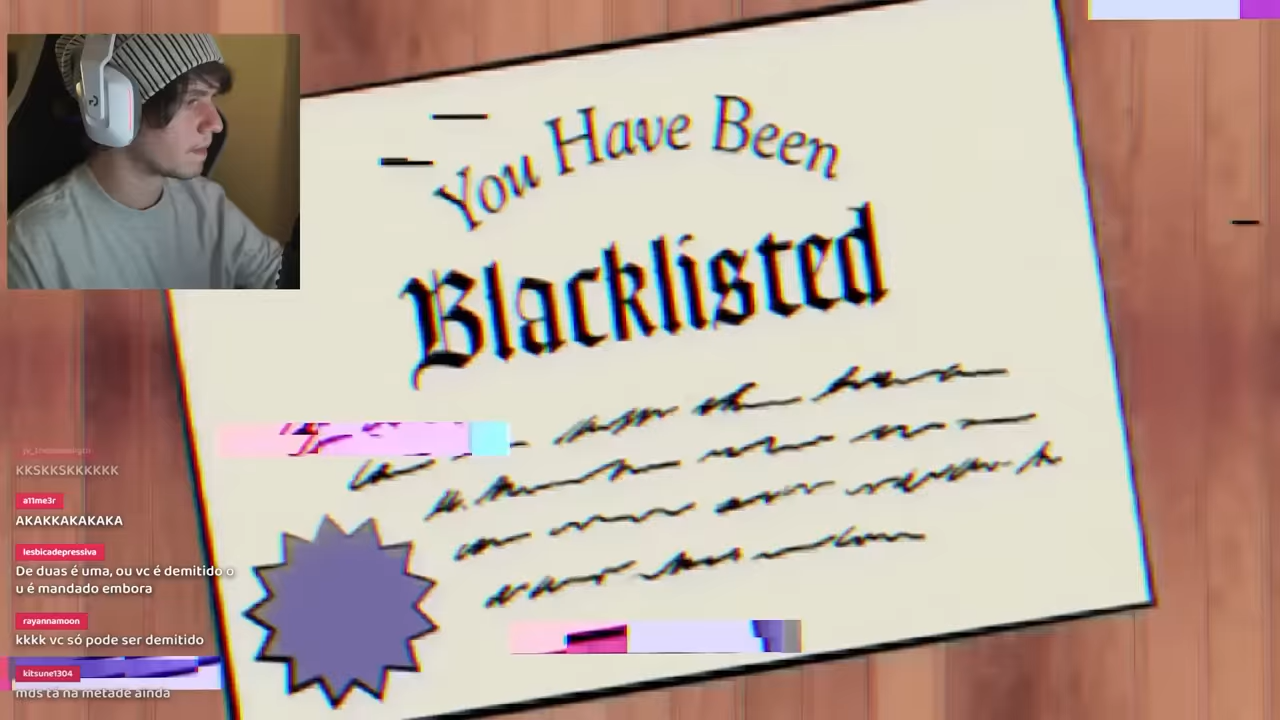 You Have Been
Blacklisted
KKSKKSKKKKKK
a11me3r
AKAKKAKAKAKA
lesbicadepressiva
De duas é uma, ou vc é demitido o
u é mandado embora
rayannamoon
kkkk vc só pode ser demitido
kitsune1304
mds ta na metade ainda